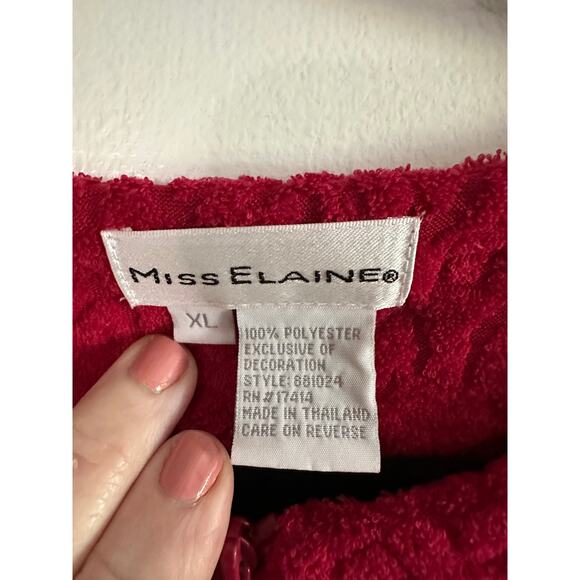 MISS ELAINE®
XL
100% POLYESTER
EXCLUSIVE OF
DECORATION
STYLE: 881024
RN #17414
MADE IN THAILAND
CARE ON REVERSE